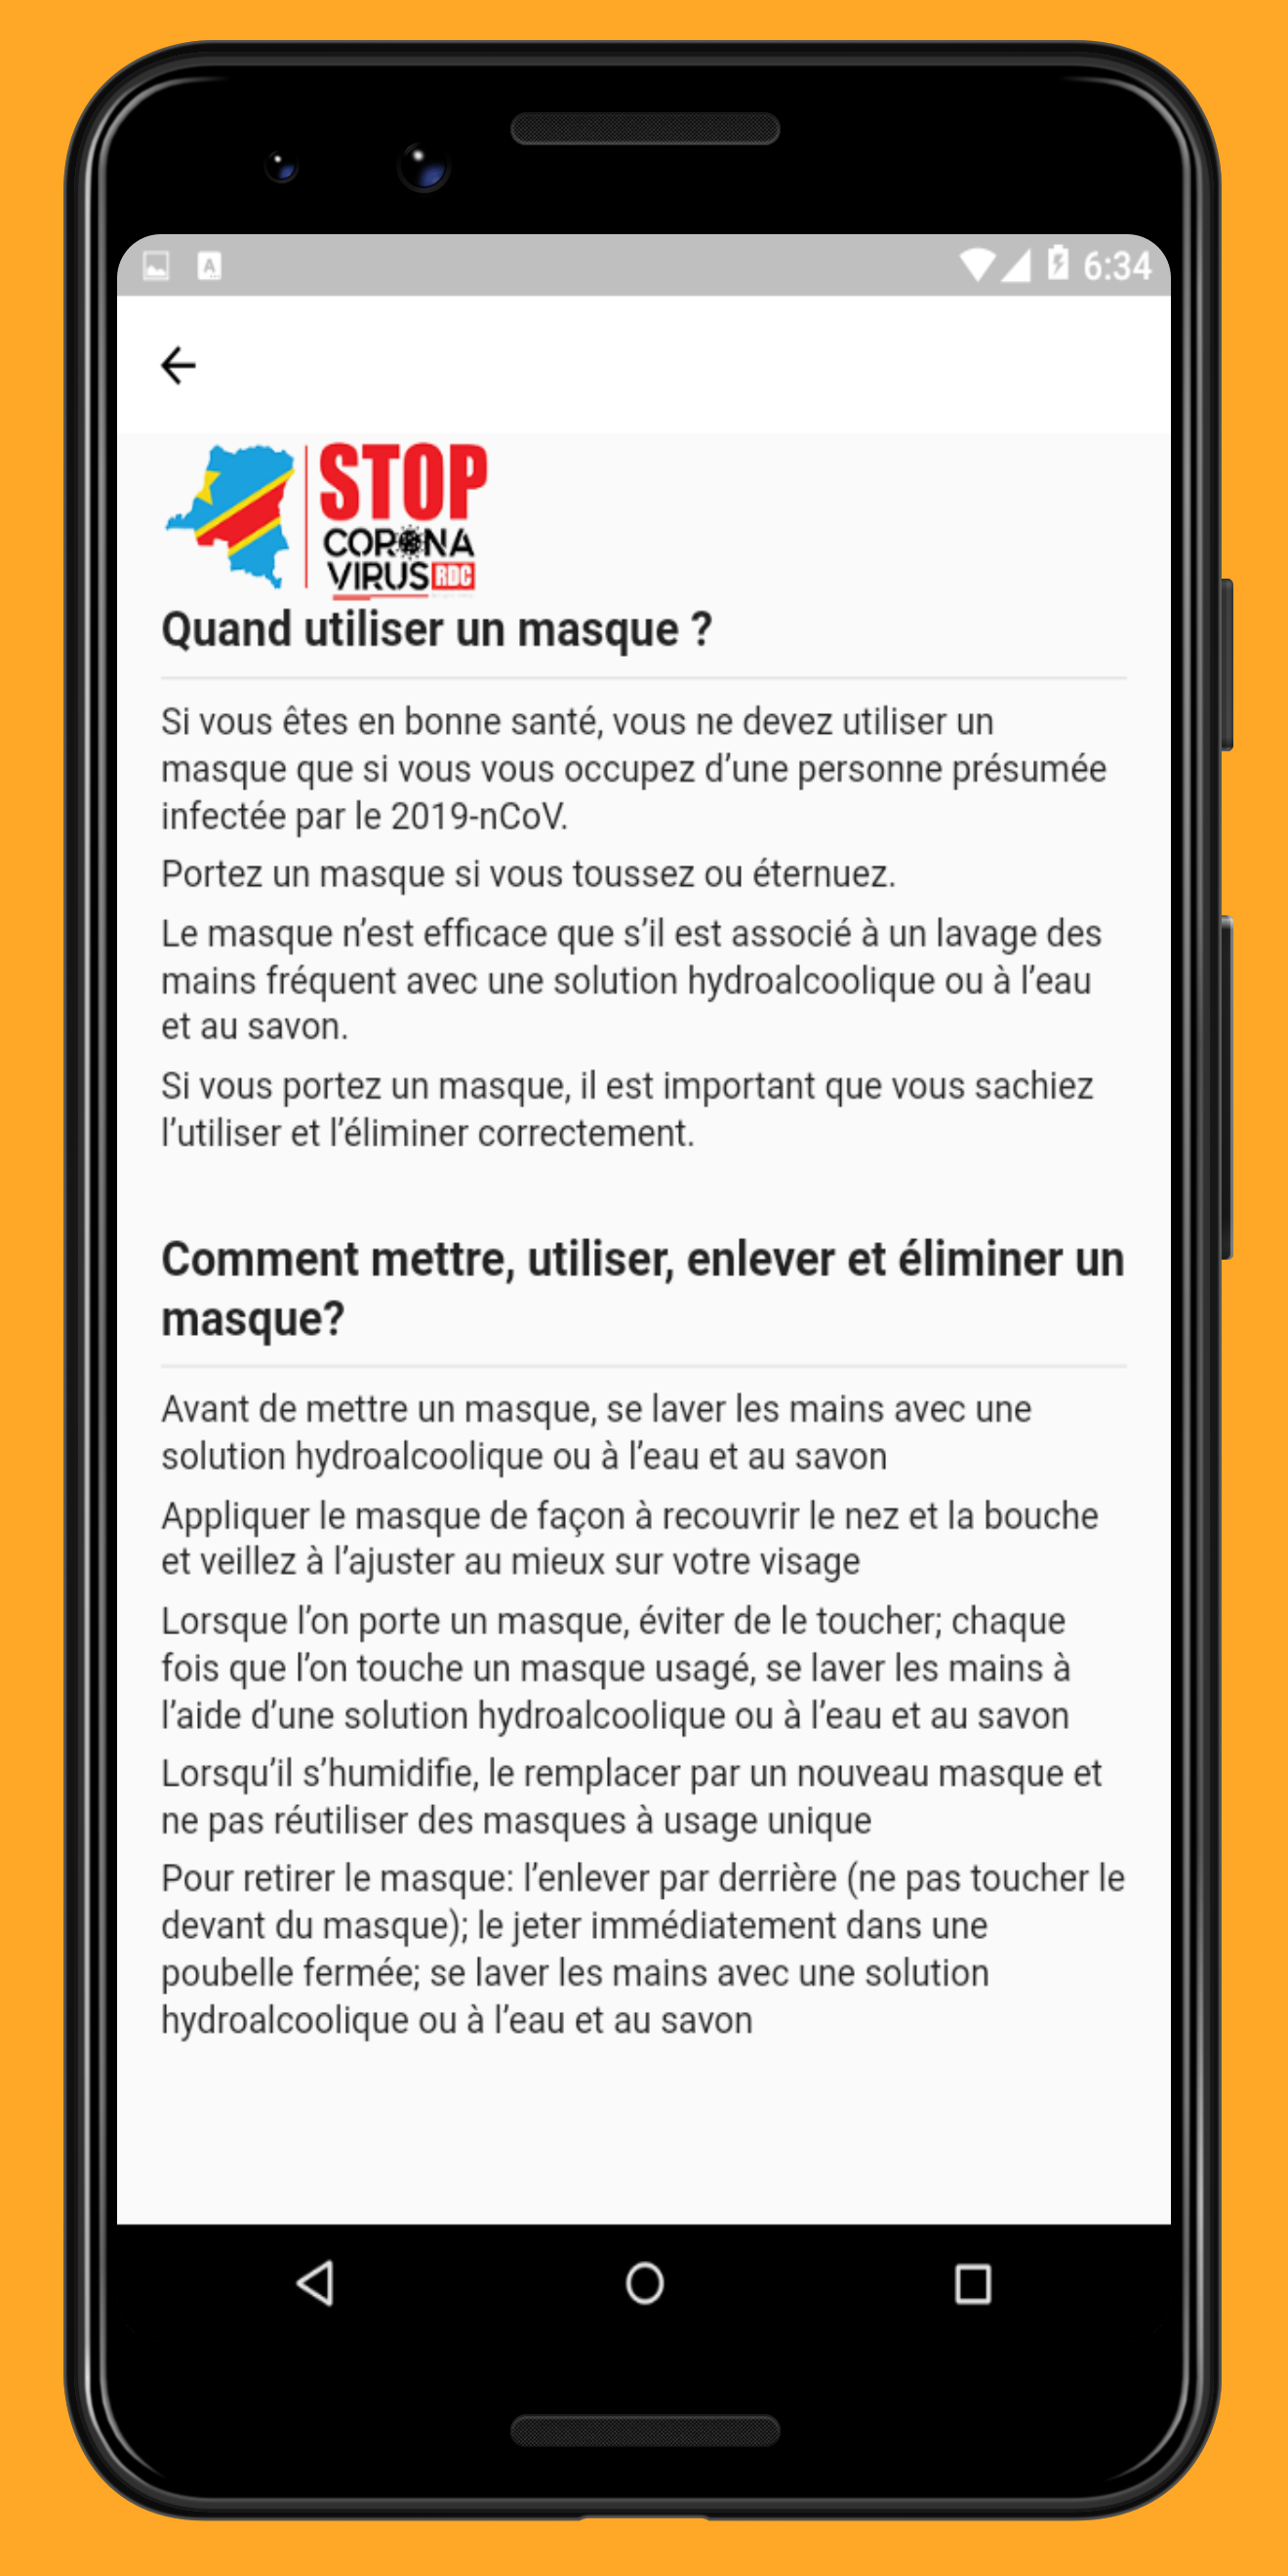 6:34
STOP
CORONA
VIRUS RDC
Quand utiliser un masque ?
Si vous êtes en bonne santé, vous ne devez utiliser un
masque que si vous vous occupez d’une personne présumée
infectée par le 2019-nCoV.
Portez un masque si vous toussez ou éternuez.
Le masque n’est efficace que s’il est associé à un lavage des
mains fréquent avec une solution hydroalcoolique ou à l’eau
et au savon.
Si vous portez un masque, il est important que vous sachiez
l’utiliser et l’éliminer correctement.
Comment mettre, utiliser, enlever et éliminer un
masque?
Avant de mettre un masque, se laver les mains avec une
solution hydroalcoolique ou à l’eau et au savon
Appliquer le masque de façon à recouvrir le nez et la bouche
et veillez à l’ajuster au mieux sur votre visage
Lorsque l’on porte un masque, éviter de le toucher; chaque
fois que l’on touche un masque usagé, se laver les mains à
l’aide d’une solution hydroalcoolique ou à l’eau et au savon
Lorsqu’il s’humidifie, le remplacer par un nouveau masque et
ne pas réutiliser des masques à usage unique
Pour retirer le masque: l’enlever par derrière (ne pas toucher le
devant du masque); le jeter immédiatement dans une
poubelle fermée; se laver les mains avec une solution
hydroalcoolique ou à l’eau et au savon